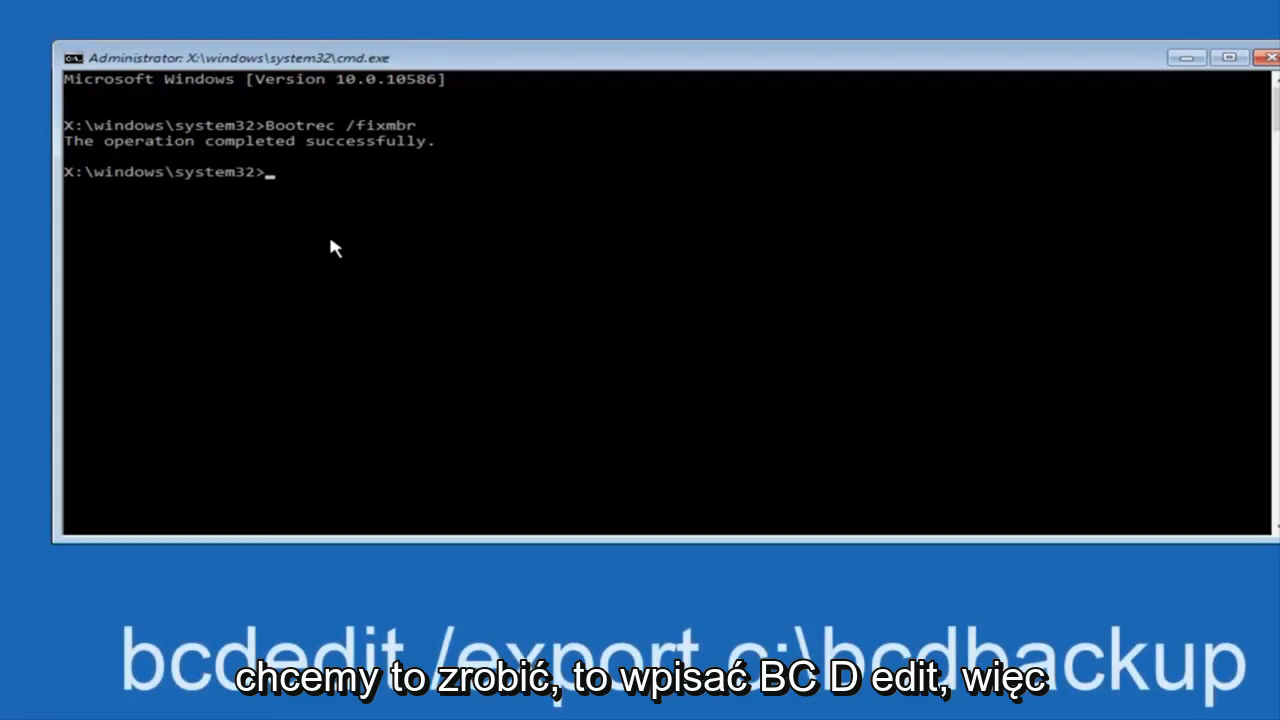 Administrator: X:\windows\system32\cmd.exe
Microsoft Windows [Version 10.0.10586]
X:\windows\system32>Bootrec /fixmbr
The operation completed successfully.
X:\windows\system32>_
bcdedit /export c:\bcdbackup
chcemy to zrobić, to wpisać BC D edit, więc